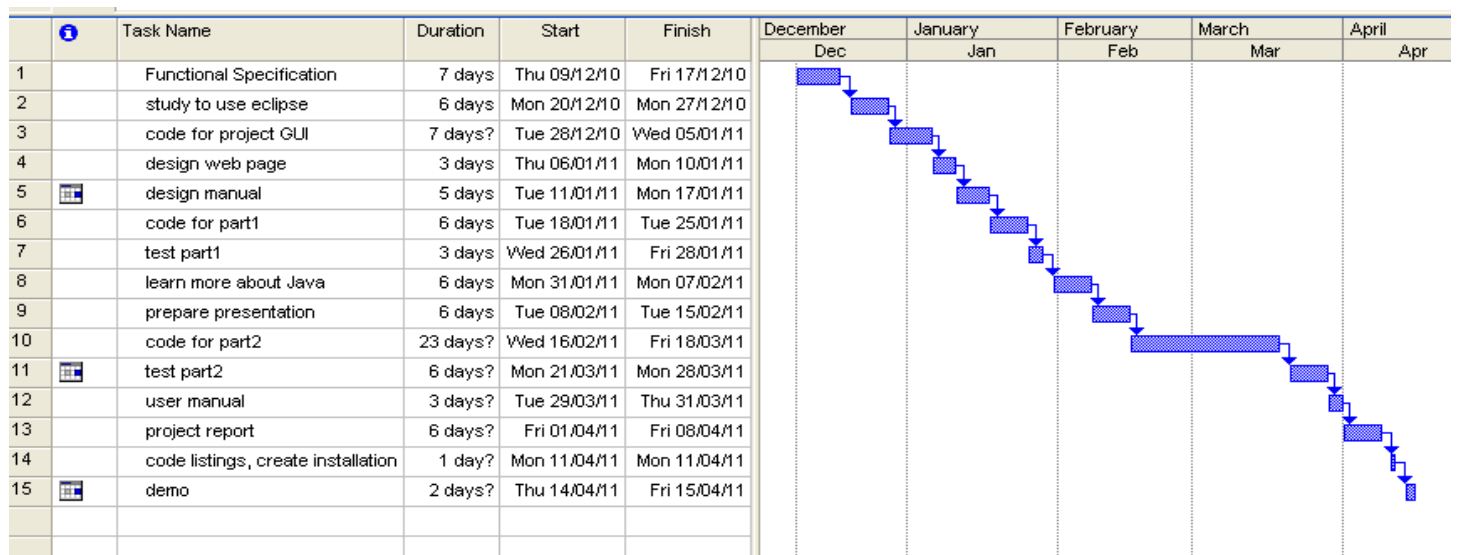 Task Name Duration Start Finish December January February March April
Dec Jan Feb Mar Apr
1 Functional Specification 7 days Thu 09/12/10 Fri 17/12/10
2 study to use eclipse 6 days Mon 20/12/10 Mon 27/12/10
3 code for project GUI 7 days? Tue 28/12/10 Wed 05/01/11
4 design web page 3 days Thu 06/01/11 Mon 10/01/11
5 design manual 5 days Tue 11/01/11 Mon 17/01/11
6 code for part1 6 days Tue 18/01/11 Tue 25/01/11
7 test part1 3 days Wed 26/01/11 Fri 28/01/11
8 learn more about Java 6 days Mon 31/01/11 Mon 07/02/11
9 prepare presentation 6 days Tue 08/02/11 Tue 15/02/11
10 code for part2 23 days? Wed 16/02/11 Fri 18/03/11
11 test part2 6 days? Mon 21/03/11 Mon 28/03/11
12 user manual 3 days? Tue 29/03/11 Thu 31/03/11
13 project report 6 days? Fri 01/04/11 Fri 08/04/11
14 code listings, create installation 1 day? Mon 11/04/11 Mon 11/04/11
15 demo 2 days? Thu 14/04/11 Fri 15/04/11